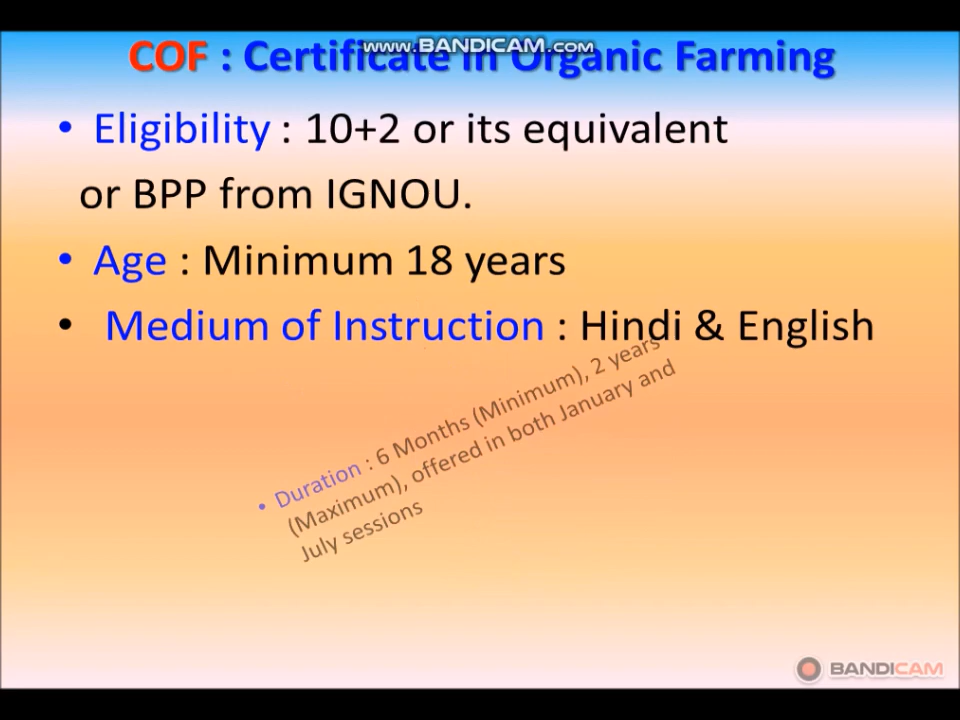 www.BANDICAM.com
COF : Certificate in Organic Farming
• Eligibility : 10+2 or its equivalent
or BPP from IGNOU.
• Age : Minimum 18 years
• Medium of Instruction : Hindi & English
• Duration : 6 Months (Minimum), 2 years
(Maximum), offered in both January and
July sessions
BANDICAM